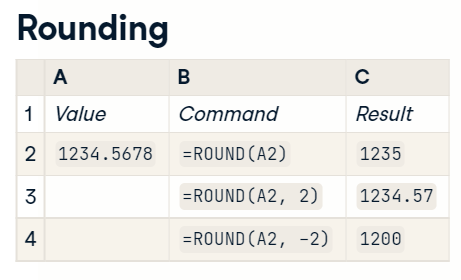 Rounding
A B C
1 Value Command Result
2 1234.5678 =ROUND(A2) 1235
3 =ROUND(A2, 2) 1234.57
4 =ROUND(A2, -2) 1200